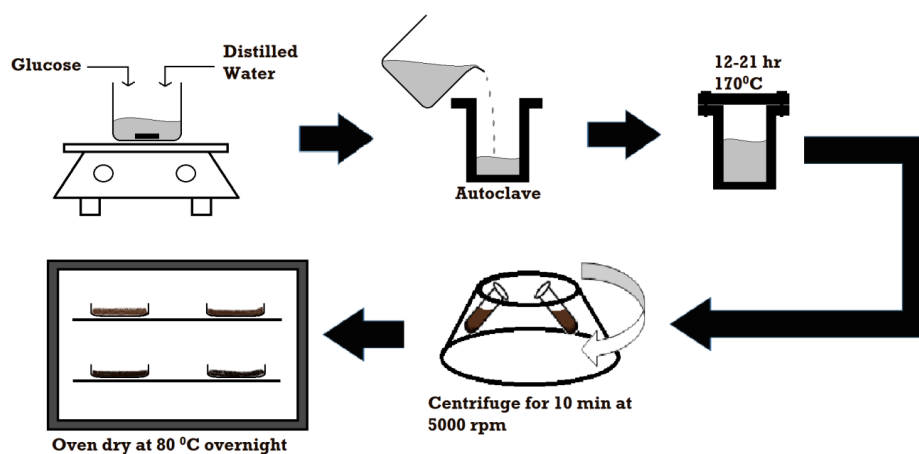 Glucose
Distilled
Water
Autoclave
12-21 hr
170⁰C
Centrifuge for 10 min at
5000 rpm
Oven dry at 80 ⁰C overnight